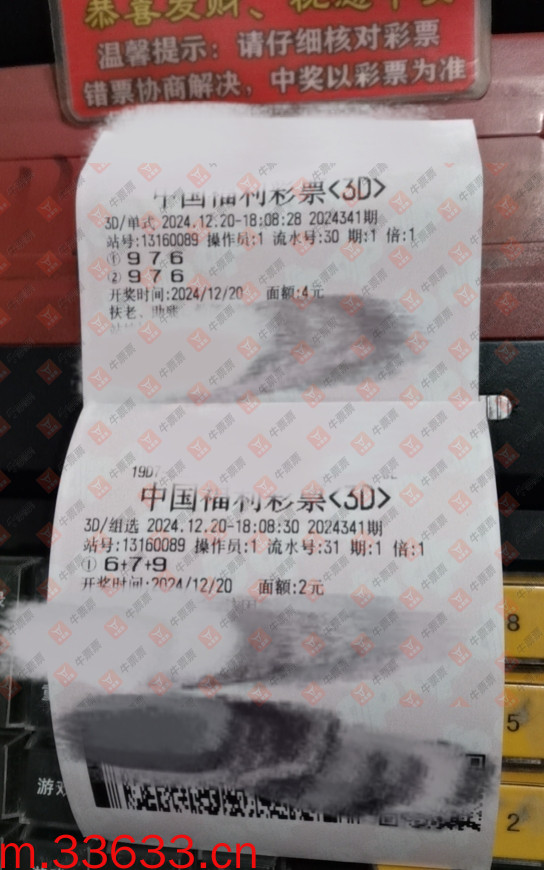 恭喜发财、
温馨提示：请仔细核对彩票
错票协商解决，中奖以彩票为准
中国福利彩票<3D>
3D/单式 2024.12.20-18:08:28 2024341期
站号:13160089 操作员:1 流水号:30 期:1 倍:1
① 9 7 6
② 9 7 6
开奖时间:2024/12/20 面额:4元
扶老、
19D7
中国福利彩票<3D>
3D/组选 2024.12.20-18:08:30 2024341期
站号:13160089 操作员:1 流水号:31 期:1 倍:1
① 6+7+9
开奖时间:2024/12/20 面额:2元
8
5
游戏
2
m.33633.cn
牛票票